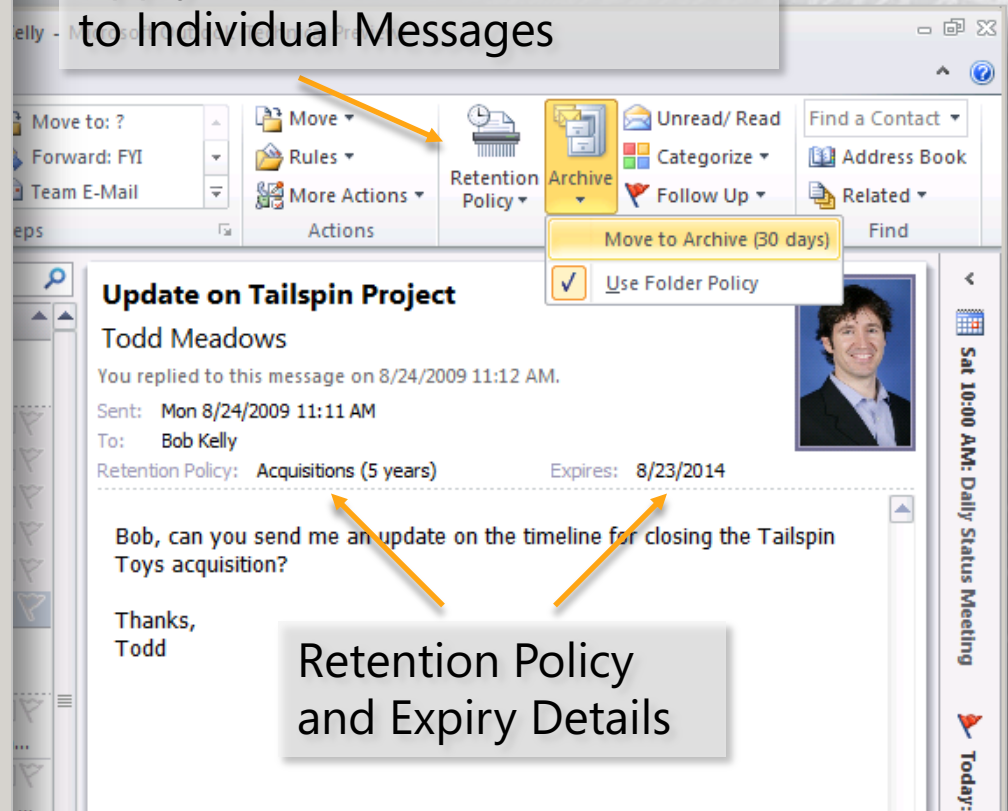 to Individual Messages
elly - Microsoft Outlook Technical Preview
Move to: ?
Forward: FYI
Team E-Mail
eps
Move
Rules
More Actions
Actions
Retention Policy
Archive
Unread/ Read
Categorize
Follow Up
Find a Contact
Address Book
Related
Find
Move to Archive (30 days)
Use Folder Policy
Update on Tailspin Project
Todd Meadows
You replied to this message on 8/24/2009 11:12 AM.
Sent: Mon 8/24/2009 11:11 AM
To: Bob Kelly
Retention Policy: Acquisitions (5 years) Expires: 8/23/2014
Bob, can you send me an update on the timeline for closing the Tailspin
Toys acquisition?
Thanks,
Todd
Retention Policy
and Expiry Details
Sat 10:00 AM: Daily Status Meeting
Today: